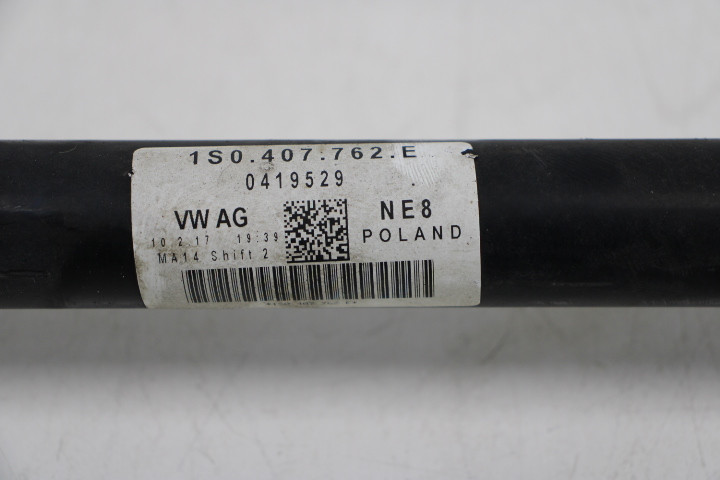 1S0.407.762.E
0419529
VW AG
NE8
10.2.17 19:39
POLAND
MA14 Shift 2